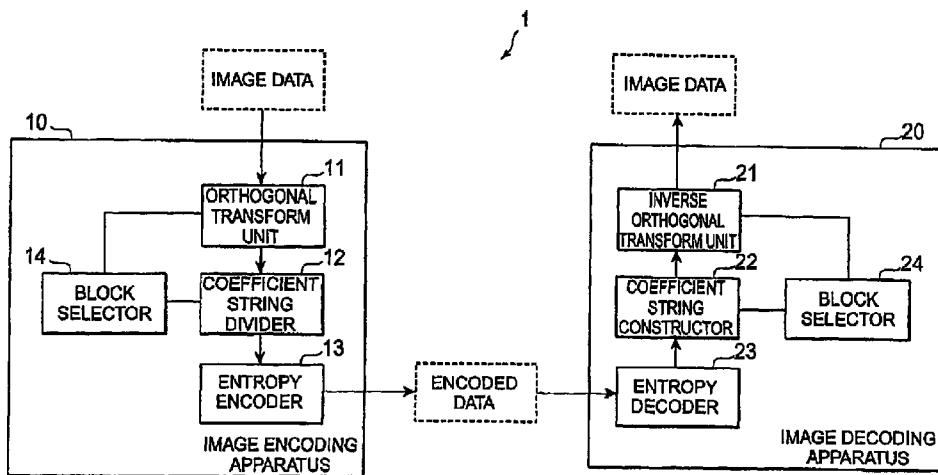 1
IMAGE DATA
10
11
ORTHOGONAL
TRANSFORM
UNIT
14
BLOCK
SELECTOR
12
COEFFICIENT
STRING
DIVIDER
13
ENTROPY
ENCODER
IMAGE ENCODING
APPARATUS
ENCODED
DATA
IMAGE DATA
20
21
INVERSE
ORTHOGONAL
TRANSFORM UNIT
22
COEFFICIENT
STRING
CONSTRUCTOR
24
BLOCK
SELECTOR
23
ENTROPY
DECODER
IMAGE DECODING
APPARATUS